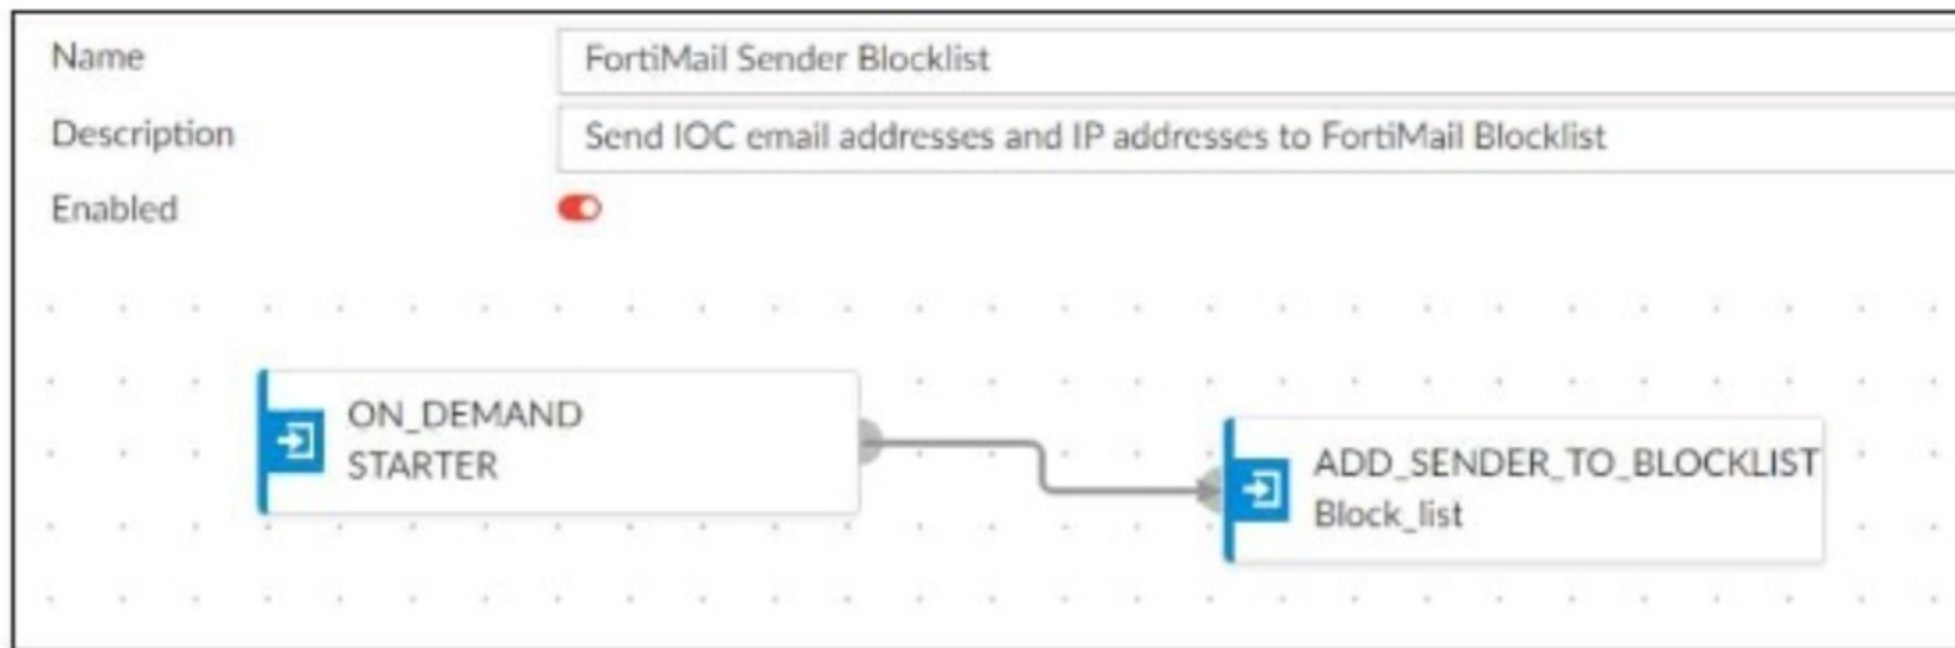 Name
FortiMail Sender Blocklist
Description
Send IOC email addresses and IP addresses to FortiMail Blocklist
Enabled
ON_DEMAND
STARTER
ADD_SENDER_TO_BLOCKLIST
Block_list